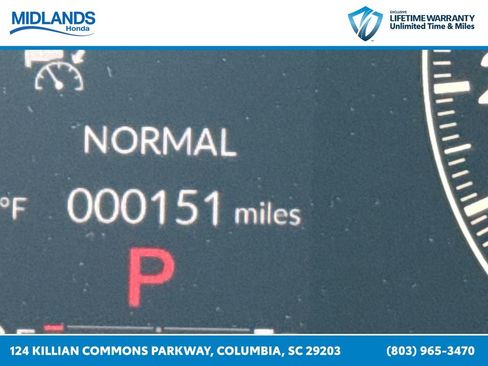 MIDLANDS
Honda
EXCLUSIVE
LIFETIME WARRANTY
Unlimited Time & Miles
NORMAL
°F 000151 miles
P
124 KILLIAN COMMONS PARKWAY, COLUMBIA, SC 29203 (803) 965-3470